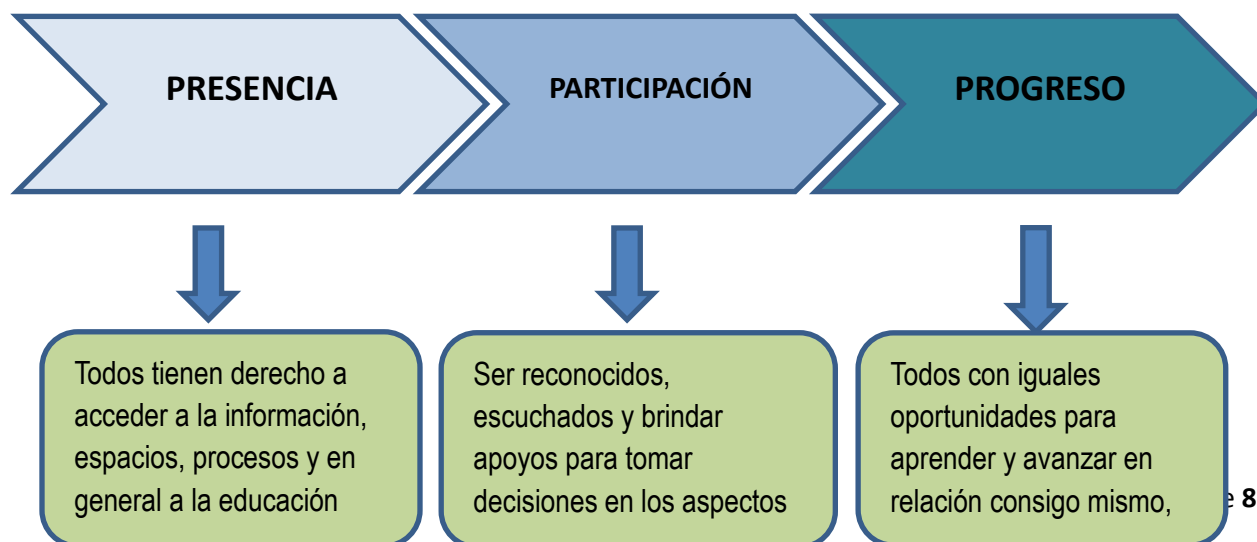 PRESENCIA
PARTICIPACIÓN
PROGRESO
Todos tienen derecho a
acceder a la información,
espacios, procesos y en
general a la educación
Ser reconocidos,
escuchados y brindar
apoyos para tomar
decisiones en los aspectos
Todos con iguales
oportunidades para
aprender y avanzar en
relación consigo mismo,
8